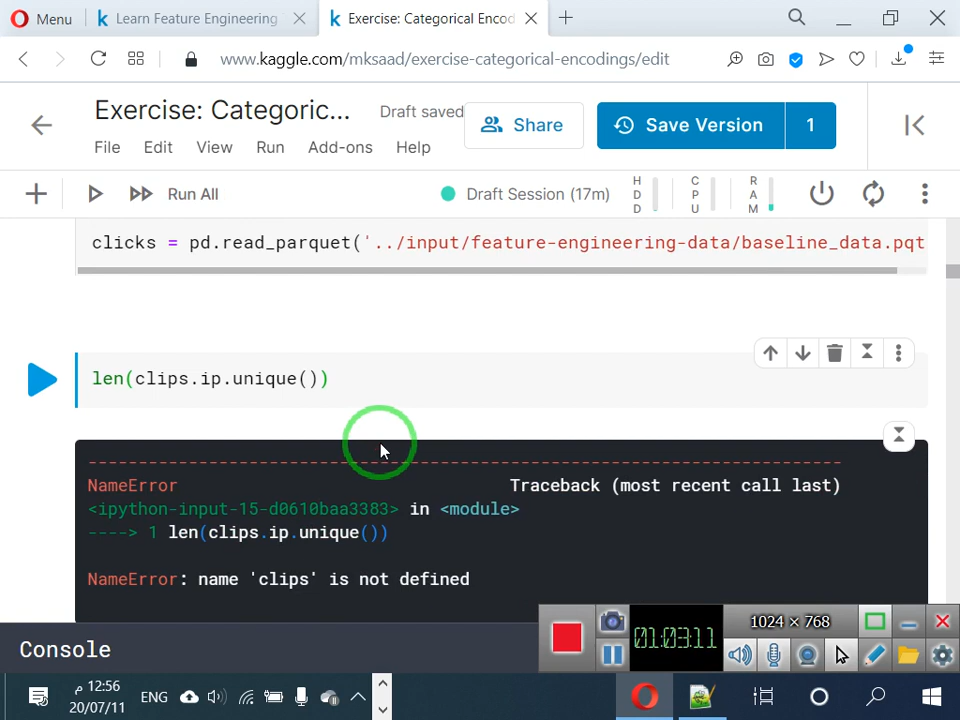 Menu
Learn Feature Engineering
Exercise: Categorical Encod
www.kaggle.com/mksaad/exercise-categorical-encodings/edit
Exercise: Categoric...
Draft saved
Share
Save Version
1
File Edit View Run Add-ons Help
Run All
Draft Session (17m)
HDD
CPU
RAM
clicks = pd.read_parquet('../input/feature-engineering-data/baseline_data.pqt
len(clips.ip.unique())
---------------------------------------------------------------------------
NameError Traceback (most recent call last)
<ipython-input-15-d0610baa3383> in <module>
----> 1 len(clips.ip.unique())
NameError: name 'clips' is not defined
01:03:11
1024 × 768
Console
12:56 م
ENG
20/07/11